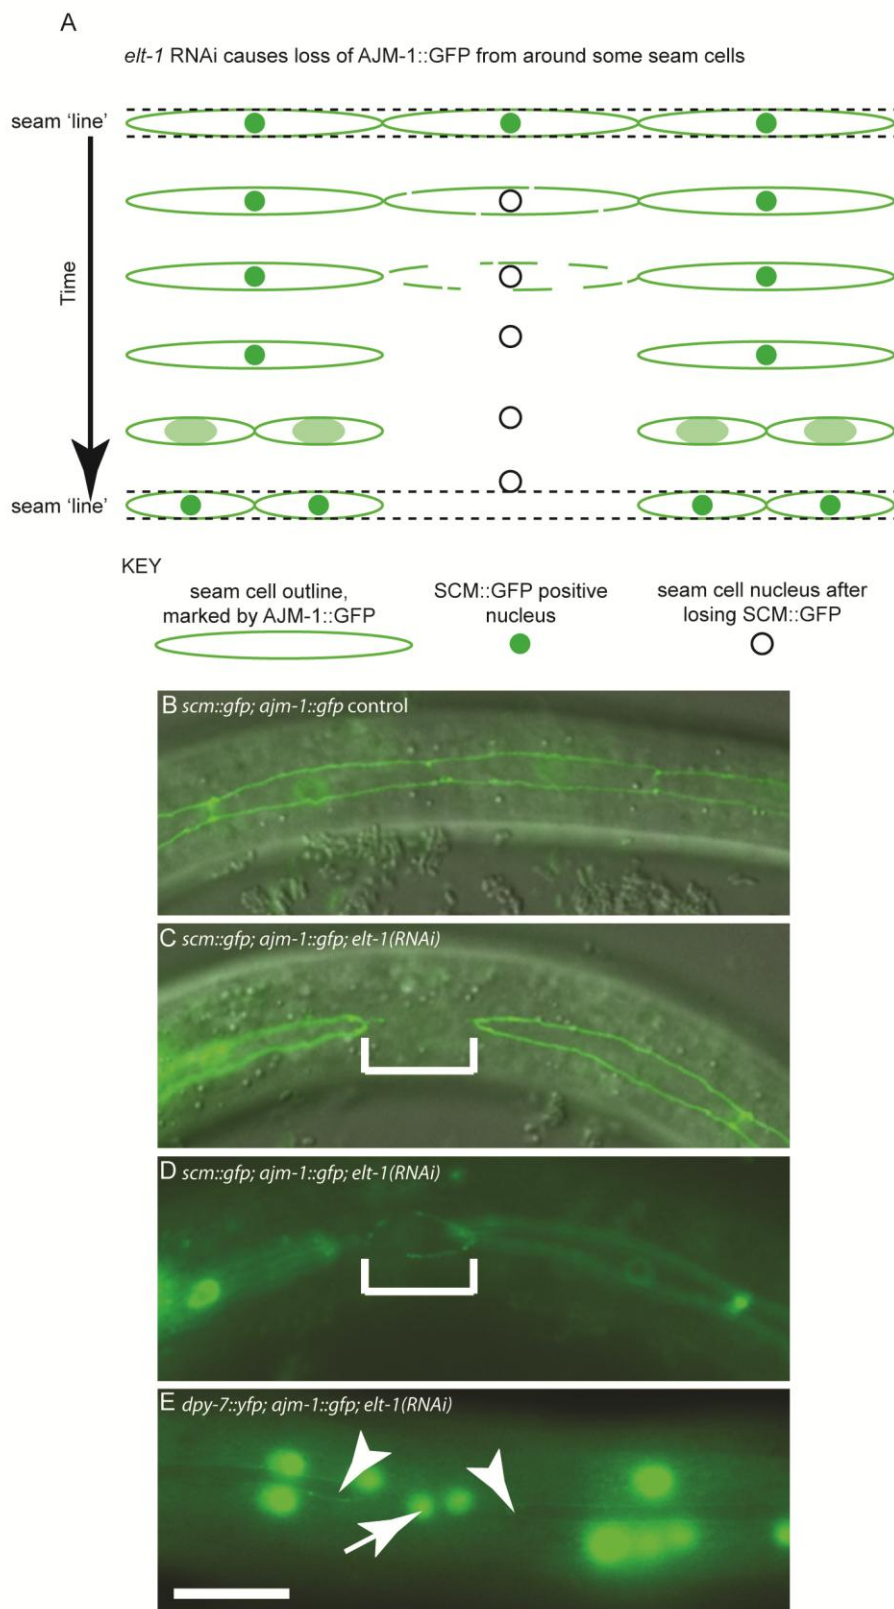 A
elt-1 RNAi causes loss of AJM-1::GFP from around some seam cells
seam ‘line’
Time
seam ‘line’
KEY
seam cell outline,
marked by AJM-1::GFP
SCM::GFP positive
nucleus
seam cell nucleus after
losing SCM::GFP
B scm::gfp; ajm-1::gfp control
C scm::gfp; ajm-1::gfp; elt-1(RNAi)
D scm::gfp; ajm-1::gfp; elt-1(RNAi)
E dpy-7::yfp; ajm-1::gfp; elt-1(RNAi)